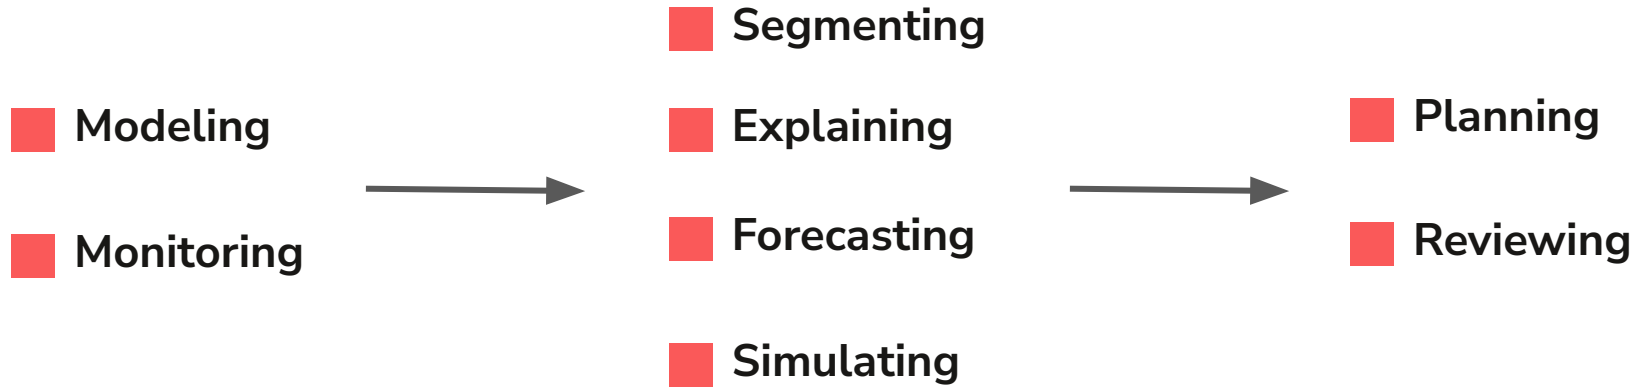 Modeling
Monitoring
Segmenting
Explaining
Forecasting
Simulating
Planning
Reviewing